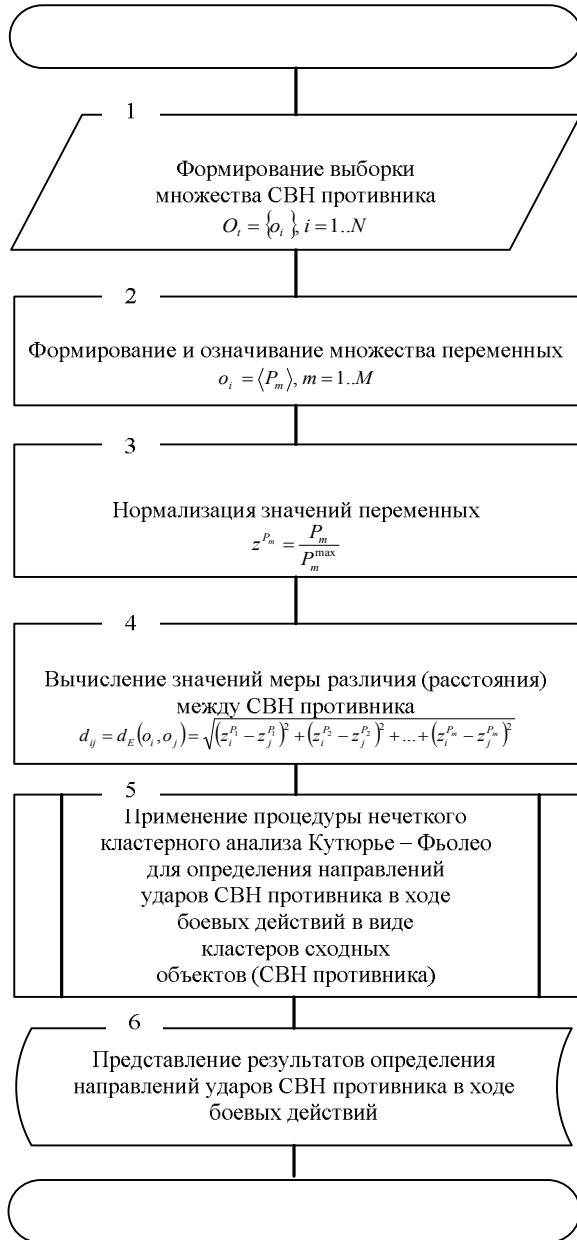 1
Формирование выборки
множества СВН противника
O_t = {o_i}, i = 1..N
2
Формирование и означивание множества переменных
o_i = ⟨P_m⟩, m = 1..M
3
Нормализация значений переменных
z^{P_m} = P_m / P_m^{max}
4
Вычисление значений меры различия (расстояния)
между СВН противника
d_{ij} = d_E(o_i, o_j) = √((z_i^{P_1} − z_j^{P_1})² + (z_i^{P_2} − z_j^{P_2})² + ... + (z_i^{P_m} − z_j^{P_m})²)
5
Применение процедуры нечеткого
кластерного анализа Кутюрье – Фьолео
для определения направлений
ударов СВН противника в ходе
боевых действий в виде
кластеров сходных
объектов (СВН противника)
6
Представление результатов определения
направлений ударов СВН противника в ходе
боевых действий